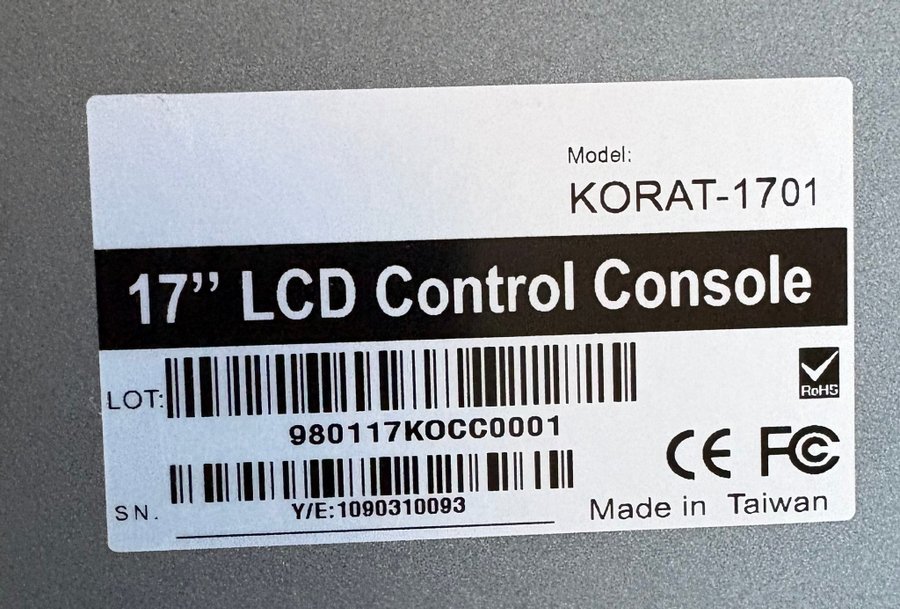 Model:
KORAT-1701
17” LCD Control Console
LOT:
980117KOCC0001
RoHS
CE FC
SN.
Y/E:1090310093
Made in Taiwan